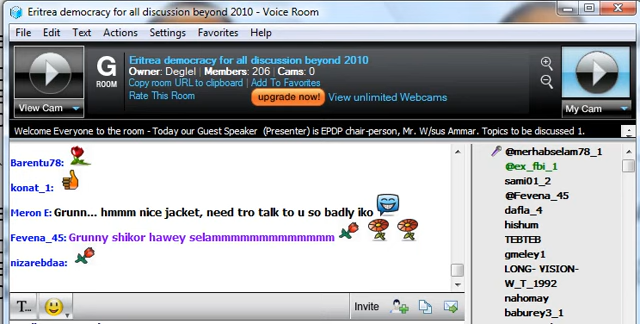 Eritrea democracy for all discussion beyond 2010 - Voice Room
File Edit Text Actions Settings Favorites Help
Eritrea democracy for all discussion beyond 2010
G
ROOM
Owner: Deglel | Members: 206 | Cams: 0
Copy room URL to clipboard | Add To Favorites
Rate This Room
upgrade now! View unlimited Webcams
View Cam
My Cam
Welcome Everyone to the room - Today our Guest Speaker (Presenter) is EPDP chair-person, Mr. W/sus Ammar. Topics to be discussed 1.
Barentu78:
konat_1:
Meron E: Grunn... hmmm nice jacket, need tro talk to u so badly iko
Fevena_45: Grunny shikor hawey selammmmmmmmmmmmmm
nizarebdaa:
@merhabselam78_1
@ex_fbi_1
sami01_2
@Fevena_45
dafla_4
hishum
TEBTEB
gmeley1
LONG- VISION-
W_T_1992
nahomay
baburey3_1
T...
Invite